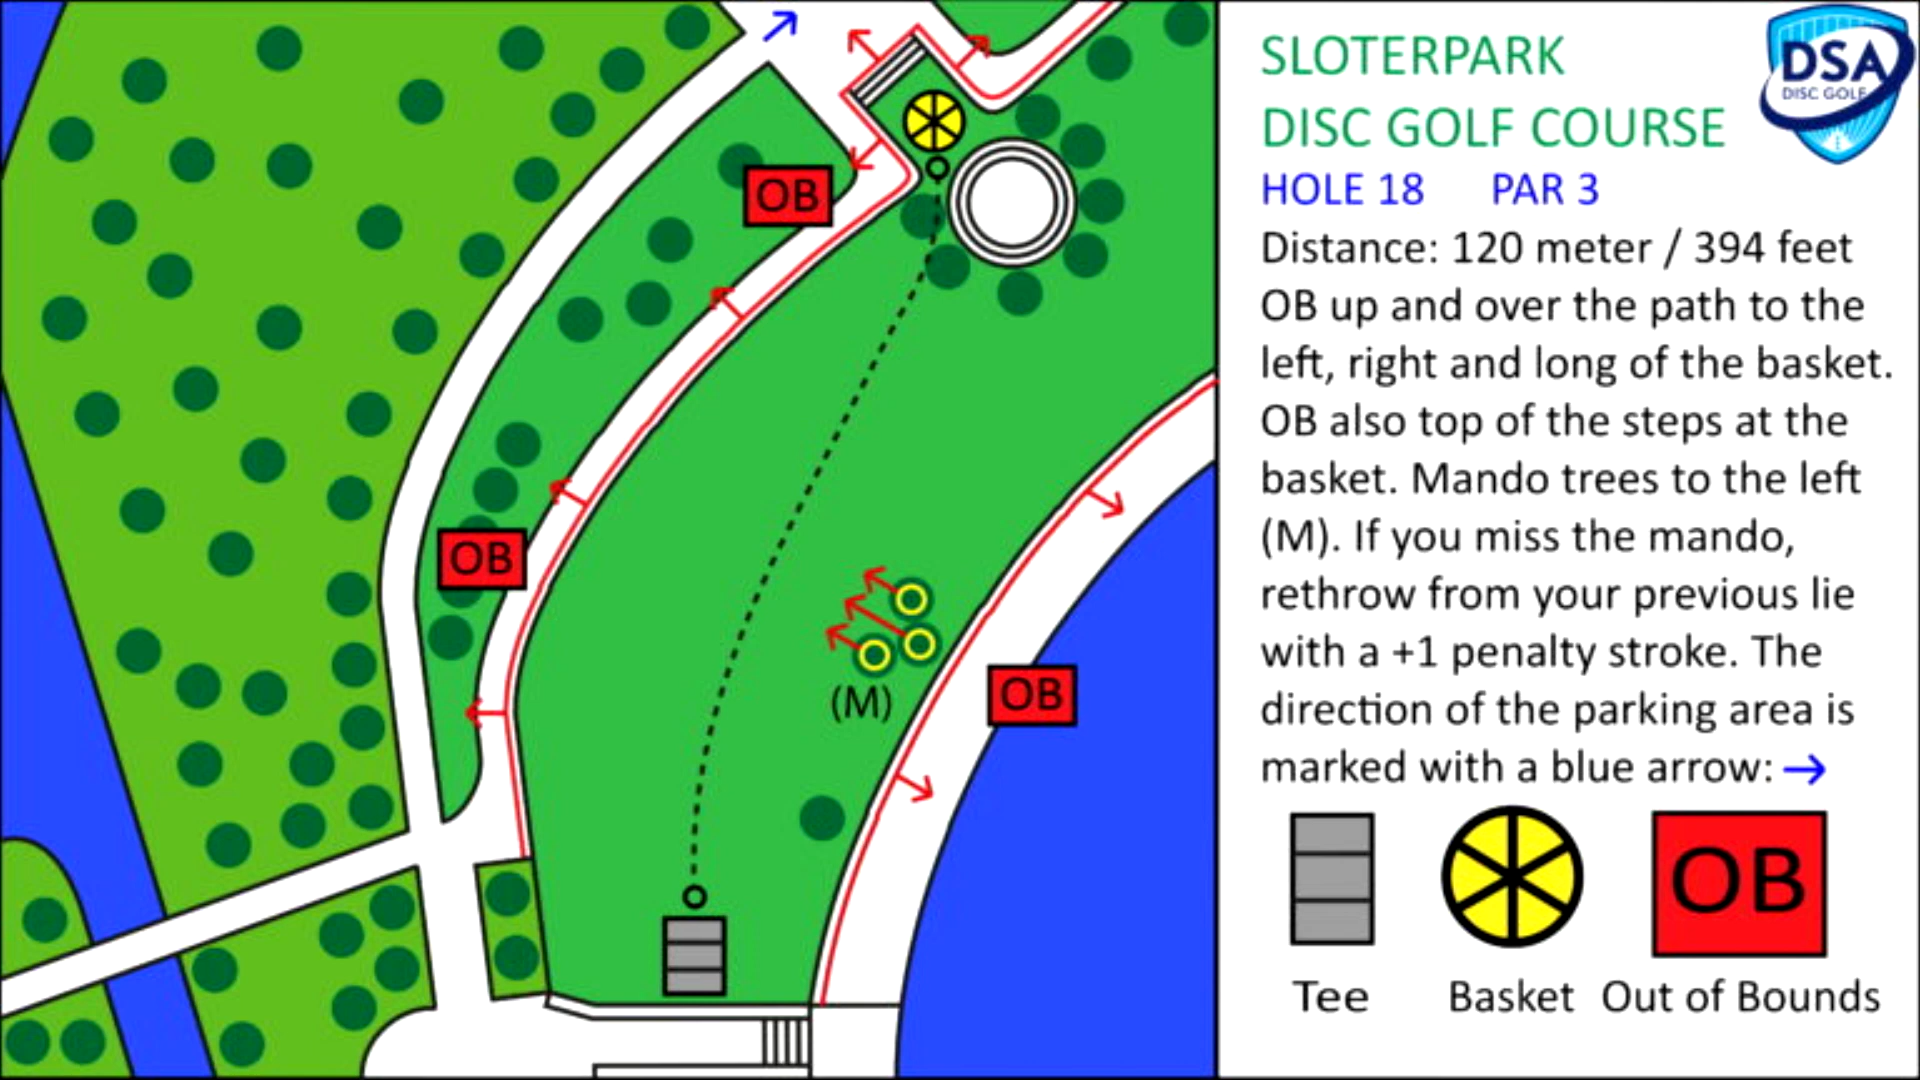 SLOTERPARK
DISC GOLF COURSE
DSA
DISC GOLF
HOLE 18 PAR 3
Distance: 120 meter / 394 feet
OB up and over the path to the
left, right and long of the basket.
OB also top of the steps at the
basket. Mando trees to the left
(M). If you miss the mando,
rethrow from your previous lie
with a +1 penalty stroke. The
direction of the parking area is
marked with a blue arrow: →
OB
Tee Basket Out of Bounds
OB
OB
OB
(M)